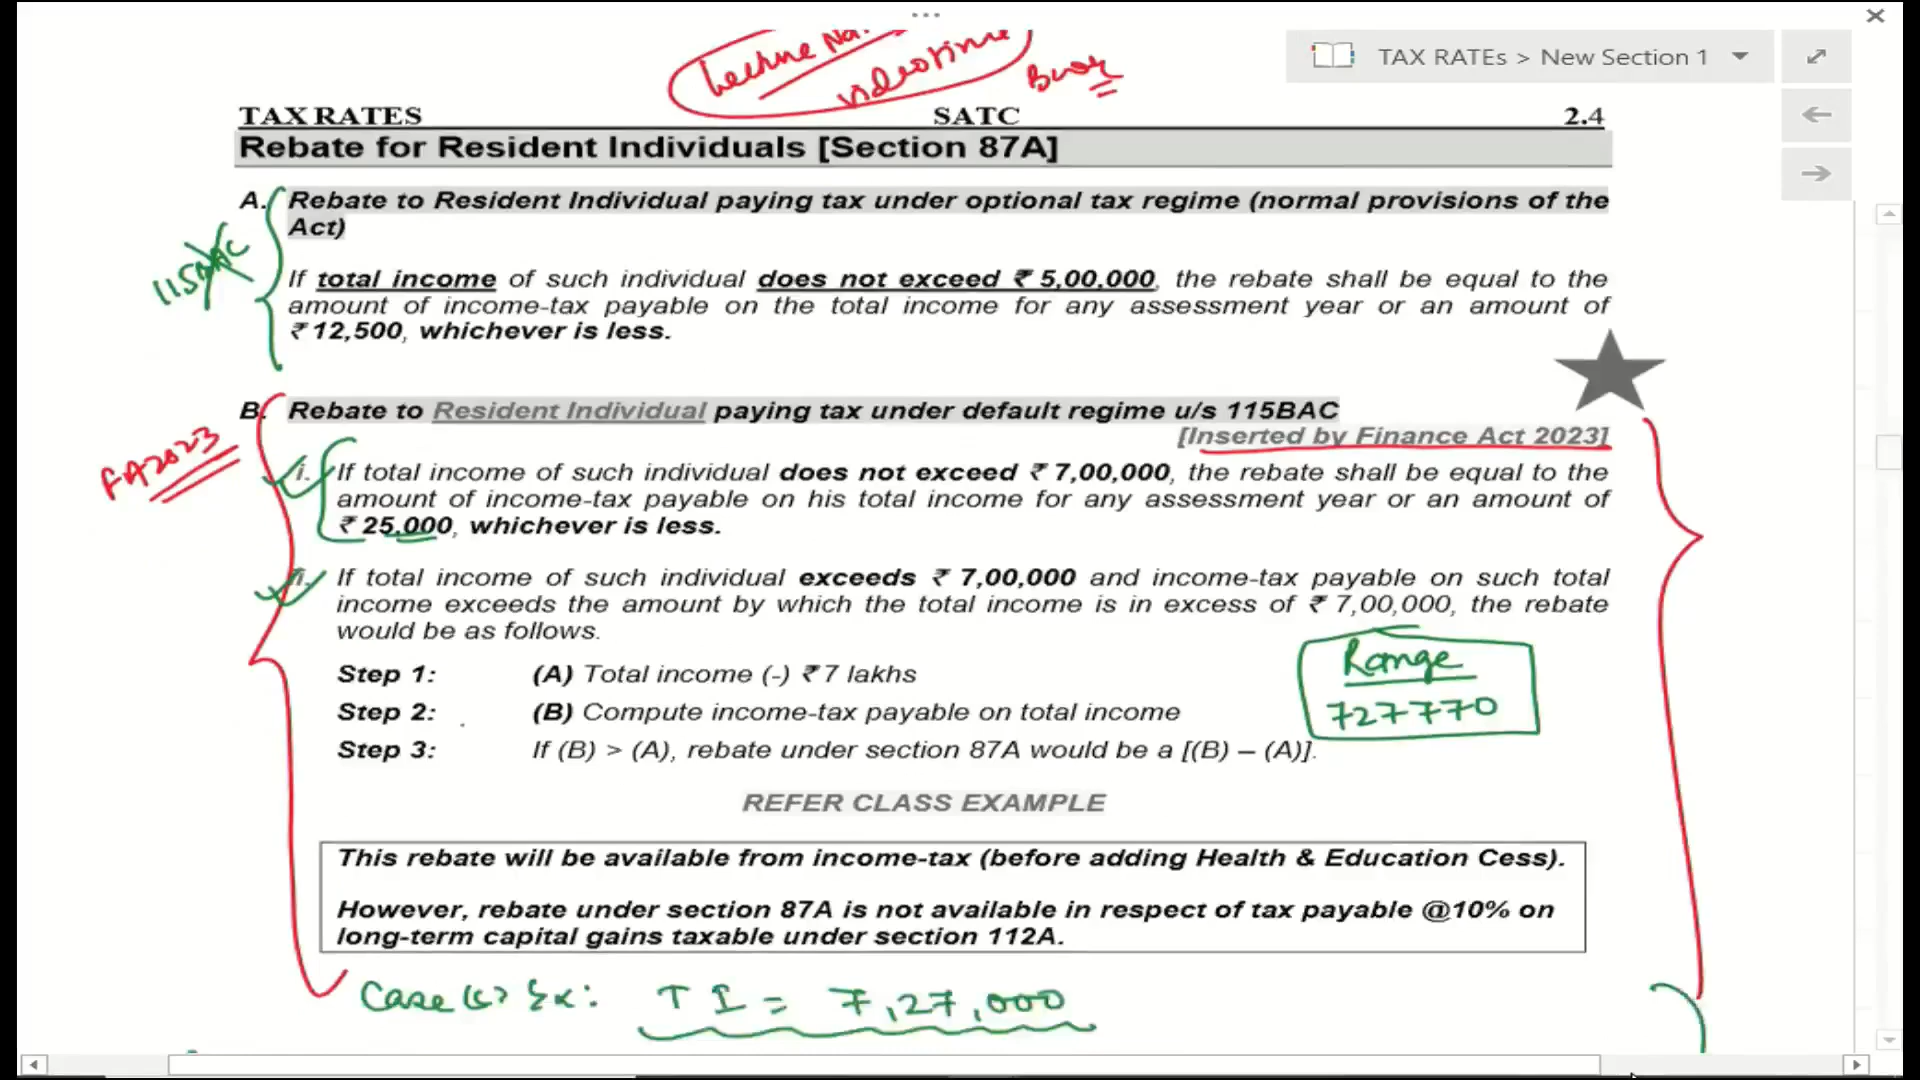 ...
Lecture No.
videotime
TAX RATEs > New Section 1
TAX RATES SATC 2.4
Rebate for Resident Individuals [Section 87A]
A. Rebate to Resident Individual paying tax under optional tax regime (normal provisions of the
Act)
115BAC
If total income of such individual does not exceed ₹ 5,00,000, the rebate shall be equal to the
amount of income-tax payable on the total income for any assessment year or an amount of
₹ 12,500, whichever is less.
B. Rebate to Resident Individual paying tax under default regime u/s 115BAC
[Inserted by Finance Act 2023]
FA2023
i. If total income of such individual does not exceed ₹ 7,00,000, the rebate shall be equal to the
amount of income-tax payable on his total income for any assessment year or an amount of
₹ 25,000, whichever is less.
ii. If total income of such individual exceeds ₹ 7,00,000 and income-tax payable on such total
income exceeds the amount by which the total income is in excess of ₹ 7,00,000, the rebate
would be as follows.
Range
727770
Step 1: (A) Total income (-) ₹ 7 lakhs
Step 2: (B) Compute income-tax payable on total income
Step 3: If (B) > (A), rebate under section 87A would be a [(B) – (A)].
REFER CLASS EXAMPLE
This rebate will be available from income-tax (before adding Health & Education Cess).
However, rebate under section 87A is not available in respect of tax payable @10% on
long-term capital gains taxable under section 112A.
Case (c) Ex: T I = 7,27,000